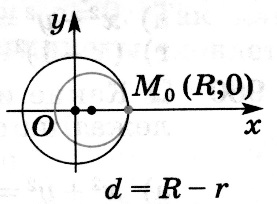 y
M₀ (R;0)
O
x
d = R − r